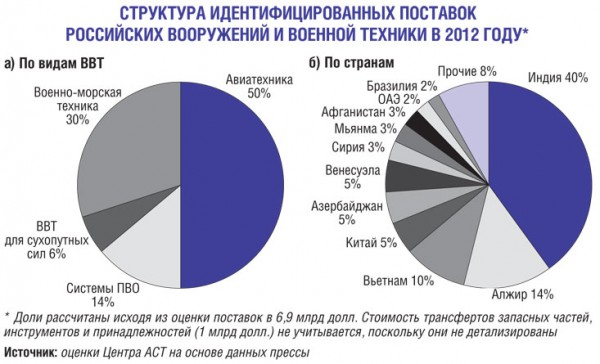 СТРУКТУРА ИДЕНТИФИЦИРОВАННЫХ ПОСТАВОК
РОССИЙСКИХ ВООРУЖЕНИЙ И ВОЕННОЙ ТЕХНИКИ В 2012 ГОДУ*
а) По видам ВВТ
Авиатехника
50%
Военно-морская
техника
30%
ВВТ
для сухопутных
сил 6%
Системы ПВО
14%
б) По странам
Прочие 8%
Индия 40%
Бразилия 2%
ОАЭ 2%
Афганистан 3%
Мьянма 3%
Сирия 3%
Венесуэла
5%
Азербайджан
5%
Китай 5%
Вьетнам 10%
Алжир 14%
* Доли рассчитаны исходя из оценки поставок в 6,9 млрд долл. Стоимость трансфертов запасных частей,
инструментов и принадлежностей (1 млрд долл.) не учитывается, поскольку они не детализированы
Источник: оценки Центра АСТ на основе данных прессы